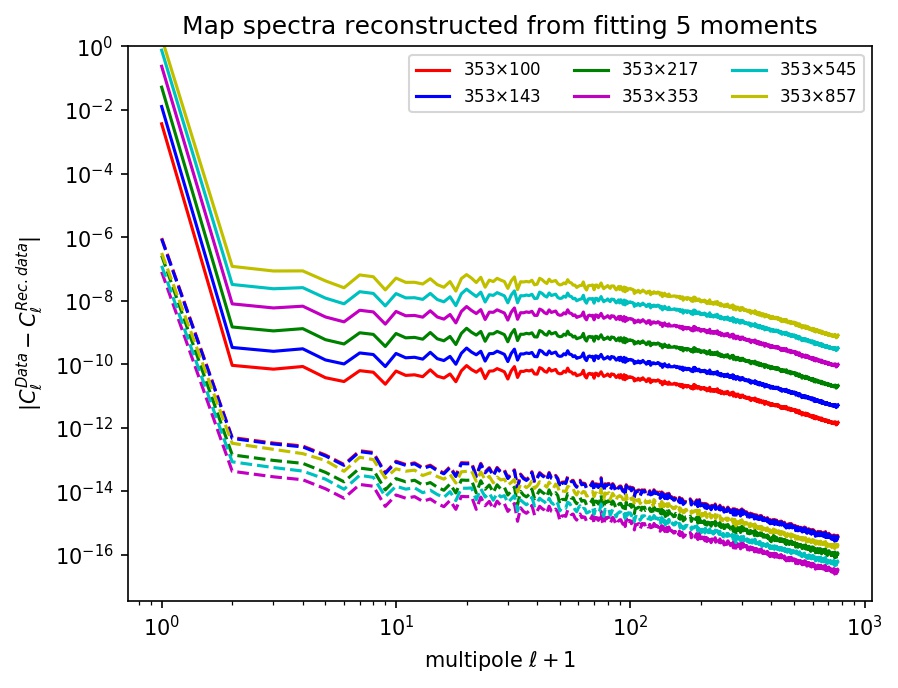 Map spectra reconstructed from fitting 5 moments
353×100 353×217 353×545
353×143 353×353 353×857
|C_ℓ^{Data} − C_ℓ^{Rec. data}|
10^0
10^−2
10^−4
10^−6
10^−8
10^−10
10^−12
10^−14
10^−16
10^0 10^1 10^2 10^3
multipole ℓ + 1